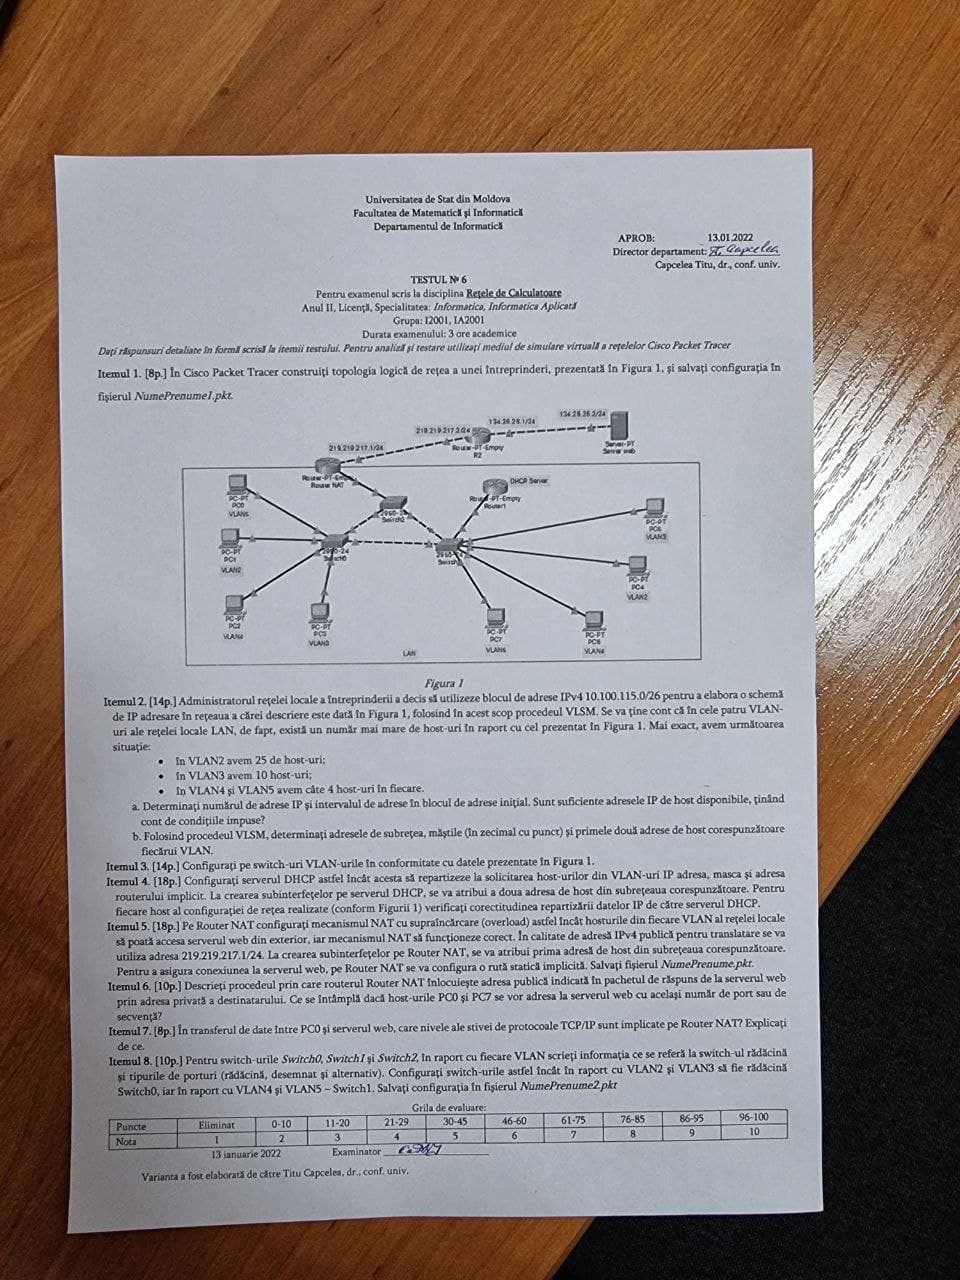 Universitatea de Stat din Moldova
Facultatea de Matematică și Informatică
Departamentul de Informatică
APROB: 13.01.2022
Director departament: T. Capcelea
Capcelea Titu, dr., conf. univ.
TESTUL № 6
Pentru examenul scris la disciplina Rețele de Calculatoare
Anul II, Licență, Specialitatea: Informatica, Informatica Aplicată
Grupa: I2001, IA2001
Durata examenului: 3 ore academice
Dați răspunsuri detaliate în formă scrisă la itemii testului. Pentru analiză și testare utilizați mediul de simulare virtuală a rețelelor Cisco Packet Tracer
Itemul 1. [8p.] În Cisco Packet Tracer construiți topologia logică de rețea a unei întreprinderi, prezentată în Figura 1, și salvați configurația în
fișierul NumePrenume1.pkt.
134.26.26.2/24
134.26.26.1/24
219.219.217.2/24
219.219.217.1/24
Router-PT-Empty
R2
Server-PT
Server web
Router NAT
DHCP Server
Router1
PC-PT
PC0
VLAN5
2950-24
Switch2
PC-PT
PC5
VLAN3
PC-PT
PC1
VLAN2
2950-24
Switch0
PC-PT
PC4
VLAN2
PC-PT
PC2
VLAN4
PC-PT
PC3
VLAN3
PC-PT
PC7
VLAN5
PC-PT
PC6
VLAN4
LAN
Figura 1
Itemul 2. [14p.] Administratorul rețelei locale a întreprinderii a decis să utilizeze blocul de adrese IPv4 10.100.115.0/26 pentru a elabora o schemă
de IP adresare în rețeaua a cărei descriere este dată în Figura 1, folosind în acest scop procedeul VLSM. Se va ține cont că în cele patru VLAN-
uri ale rețelei locale LAN, de fapt, există un număr mai mare de host-uri în raport cu cel prezentat în Figura 1. Mai exact, avem următoarea
situație:
• în VLAN2 avem 25 de host-uri;
• în VLAN3 avem 10 host-uri;
• în VLAN4 și VLAN5 avem câte 4 host-uri în fiecare.
a. Determinați numărul de adrese IP și intervalul de adrese în blocul de adrese inițial. Sunt suficiente adresele IP de host disponibile, ținând
cont de condițiile impuse?
b. Folosind procedeul VLSM, determinați adresele de subrețea, măștile (în zecimal cu punct) și primele două adrese de host corespunzătoare
fiecărui VLAN.
Itemul 3. [14p.] Configurați pe switch-uri VLAN-urile în conformitate cu datele prezentate în Figura 1.
Itemul 4. [18p.] Configurați serverul DHCP astfel încât acesta să repartizeze la solicitarea host-urilor din VLAN-uri IP adresa, masca și adresa
routerului implicit. La crearea subinterfețelor pe serverul DHCP, se va atribui a doua adresa de host din subrețeaua corespunzătoare. Pentru
fiecare host al configurației de rețea realizate (conform Figurii 1) verificați corectitudinea repartizării datelor IP de către serverul DHCP.
Itemul 5. [18p.] Pe Router NAT configurați mecanismul NAT cu supraîncărcare (overload) astfel încât hosturile din fiecare VLAN al rețelei locale
să poată accesa serverul web din exterior, iar mecanismul NAT să funcționeze corect. În calitate de adresă IPv4 publică pentru translatare se va
utiliza adresa 219.219.217.1/24. La crearea subinterfețelor pe Router NAT, se va atribui prima adresă de host din subrețeaua corespunzătoare.
Pentru a asigura conexiunea la serverul web, pe Router NAT se va configura o rută statică implicită. Salvați fișierul NumePrenume.pkt.
Itemul 6. [10p.] Descrieți procedeul prin care routerul Router NAT înlocuiește adresa publică indicată în pachetul de răspuns de la serverul web
prin adresa privată a destinatarului. Ce se întâmplă dacă host-urile PC0 și PC7 se vor adresa la serverul web cu același număr de port sau de
secvență?
Itemul 7. [8p.] În transferul de date între PC0 și serverul web, care nivele ale stivei de protocoale TCP/IP sunt implicate pe Router NAT? Explicați
de ce.
Itemul 8. [10p.] Pentru switch-urile Switch0, Switch1 și Switch2, în raport cu fiecare VLAN scrieți informația ce se referă la switch-ul rădăcină
și tipurile de porturi (rădăcină, desemnat și alternativ). Configurați switch-urile astfel încât în raport cu VLAN2 și VLAN3 să fie rădăcină
Switch0, iar în raport cu VLAN4 și VLAN5 – Switch1. Salvați configurația în fișierul NumePrenume2.pkt
Grila de evaluare:
Puncte Eliminat 0-10 11-20 21-29 30-45 46-60 61-75 76-85 86-95 96-100
Nota 1 2 3 4 5 6 7 8 9 10
13 ianuarie 2022 Examinator
Varianta a fost elaborată de către Titu Capcelea, dr., conf. univ.